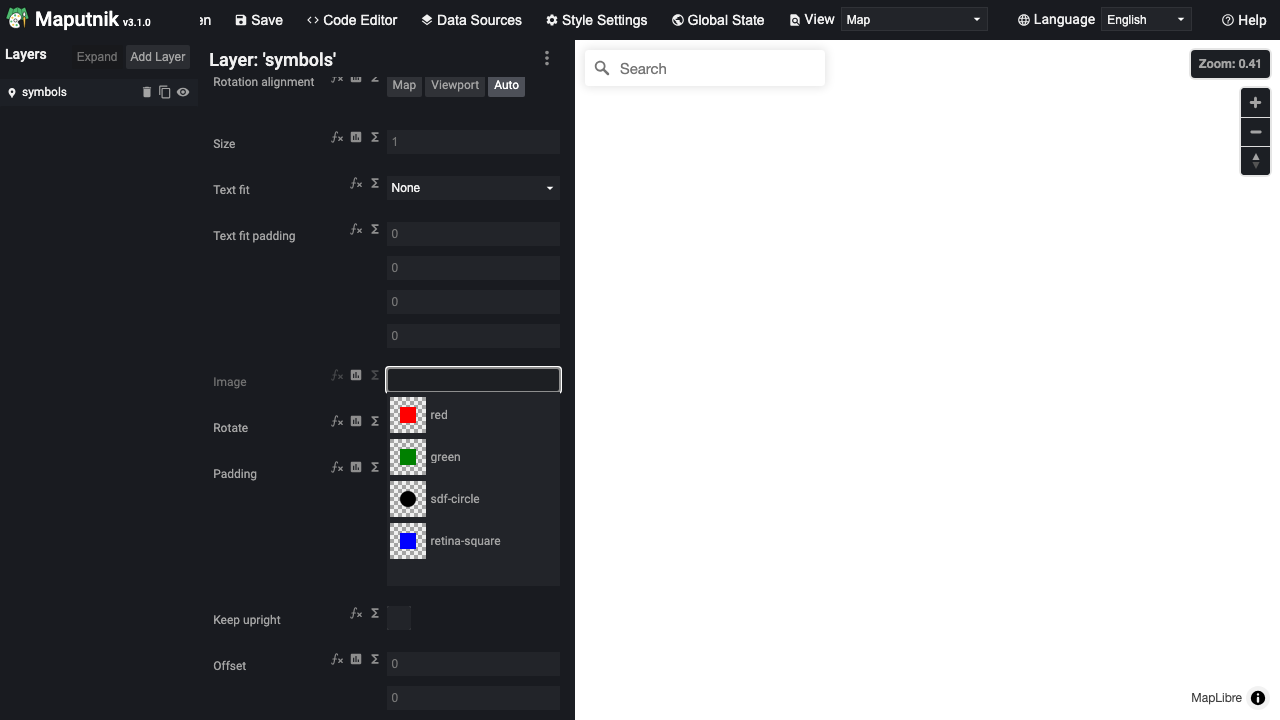 Maputnik v3.1.0
en
Save
Code Editor
Data Sources
Style Settings
Global State
View
Map
Language
English
Help
Layers
Expand
Add Layer
symbols
Layer: 'symbols'
Rotation alignment
Map
Viewport
Auto
Size
1
Text fit
None
Text fit padding
0
0
0
0
Image
red
green
sdf-circle
retina-square
Rotate
Padding
Keep upright
Offset
0
0
Search
Zoom: 0.41
MapLibre